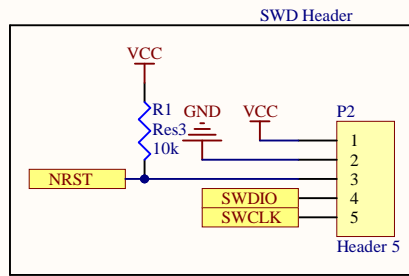 SWD Header
VCC
R1
Res3
10k
GND
VCC
P2
1
2
3
4
5
NRST
SWDIO
SWCLK
Header 5